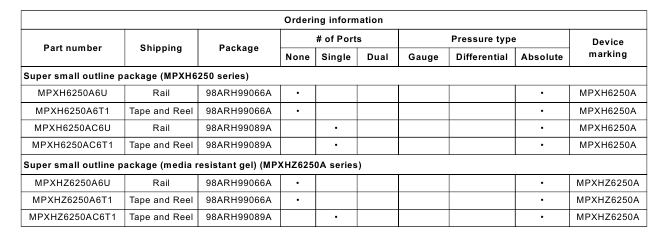 Ordering information
Part number Shipping Package # of Ports Pressure type Device marking
None Single Dual Gauge Differential Absolute
Super small outline package (MPXH6250 series)
MPXH6250A6U Rail 98ARH99066A • • MPXH6250A
MPXH6250A6T1 Tape and Reel 98ARH99066A • • MPXH6250A
MPXH6250AC6U Rail 98ARH99089A • • MPXH6250A
MPXH6250AC6T1 Tape and Reel 98ARH99089A • • MPXH6250A
Super small outline package (media resistant gel) (MPXHZ6250A series)
MPXHZ6250A6U Rail 98ARH99066A • • MPXHZ6250A
MPXHZ6250A6T1 Tape and Reel 98ARH99066A • • MPXHZ6250A
MPXHZ6250AC6T1 Tape and Reel 98ARH99089A • • MPXHZ6250A